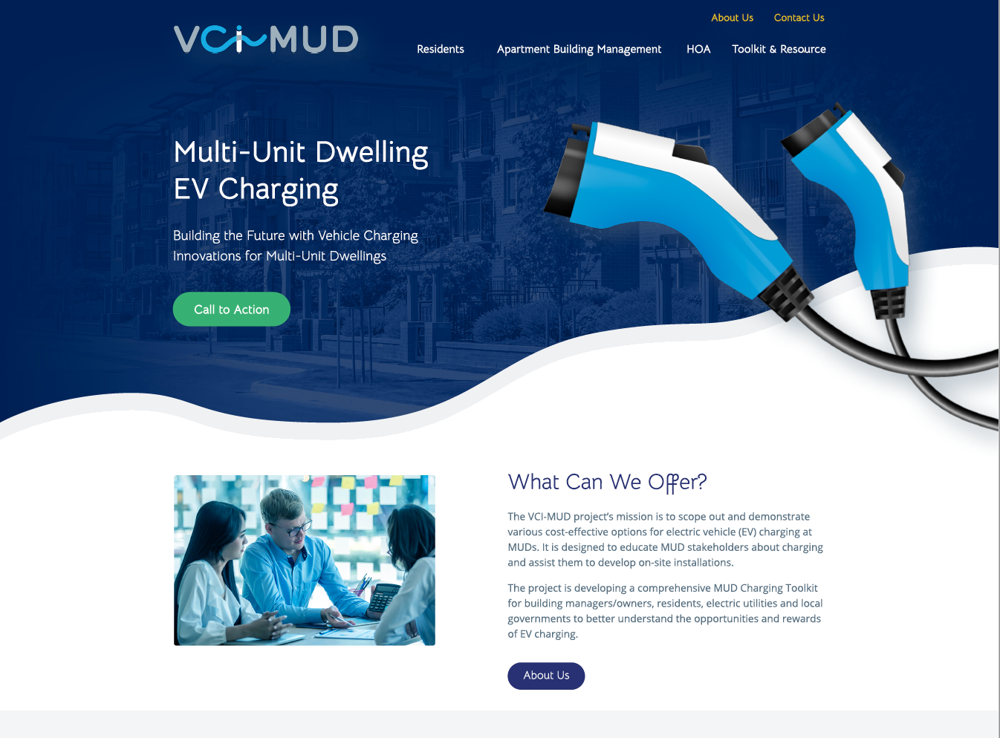 About Us Contact Us
VCi-MUD
Residents Apartment Building Management HOA Toolkit & Resource
Multi-Unit Dwelling
EV Charging
Building the Future with Vehicle Charging
Innovations for Multi-Unit Dwellings
Call to Action
What Can We Offer?
The VCI-MUD project’s mission is to scope out and demonstrate
various cost-effective options for electric vehicle (EV) charging at
MUDs. It is designed to educate MUD stakeholders about charging
and assist them to develop on-site installations.
The project is developing a comprehensive MUD Charging Toolkit
for building managers/owners, residents, electric utilities and local
governments to better understand the opportunities and rewards
of EV charging.
About Us